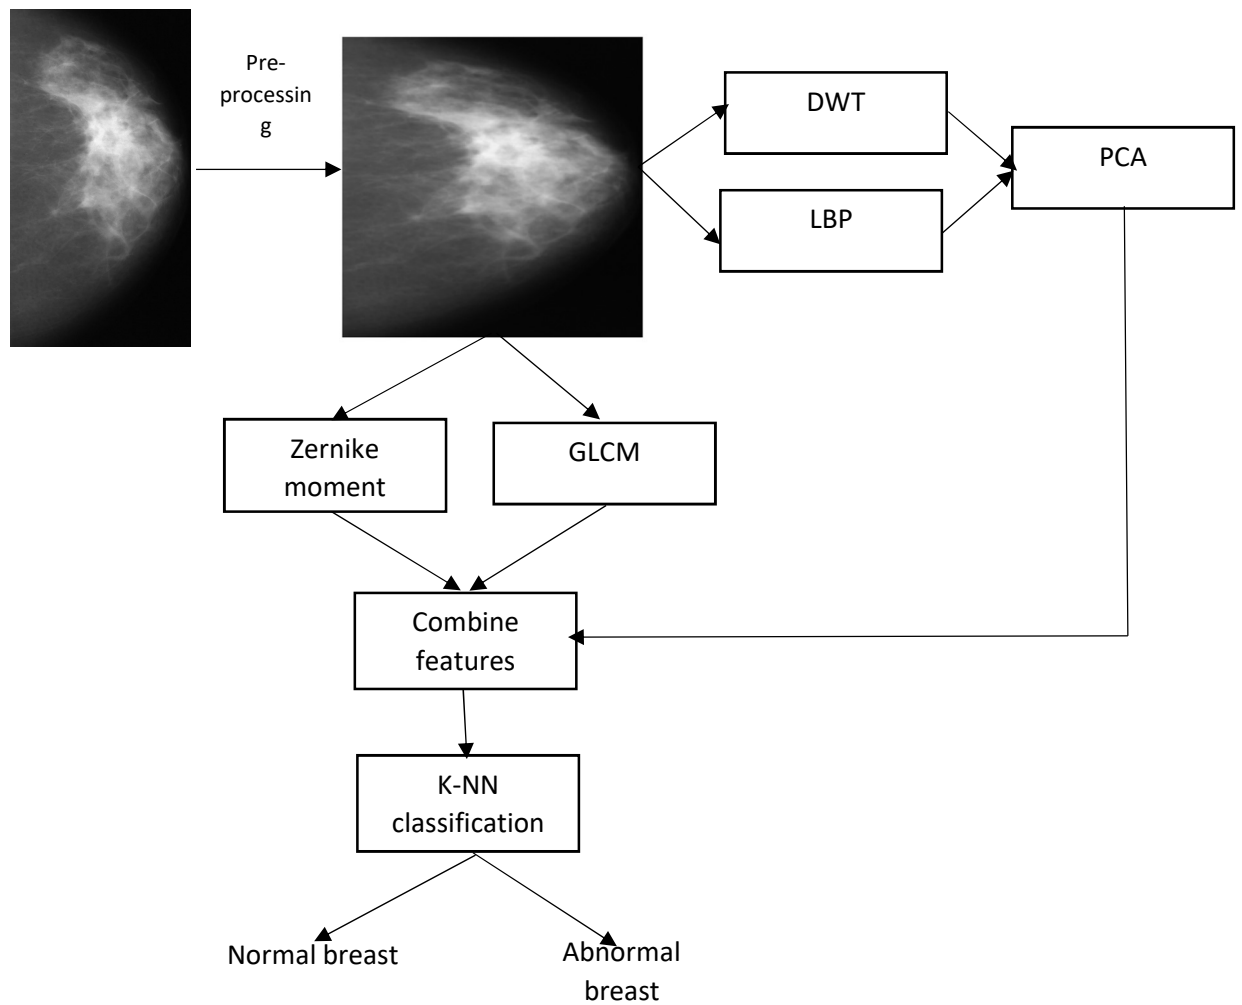 Pre-
processin
g
DWT
LBP
PCA
Zernike
moment
GLCM
Combine
features
K-NN
classification
Normal breast
Abnormal
breast